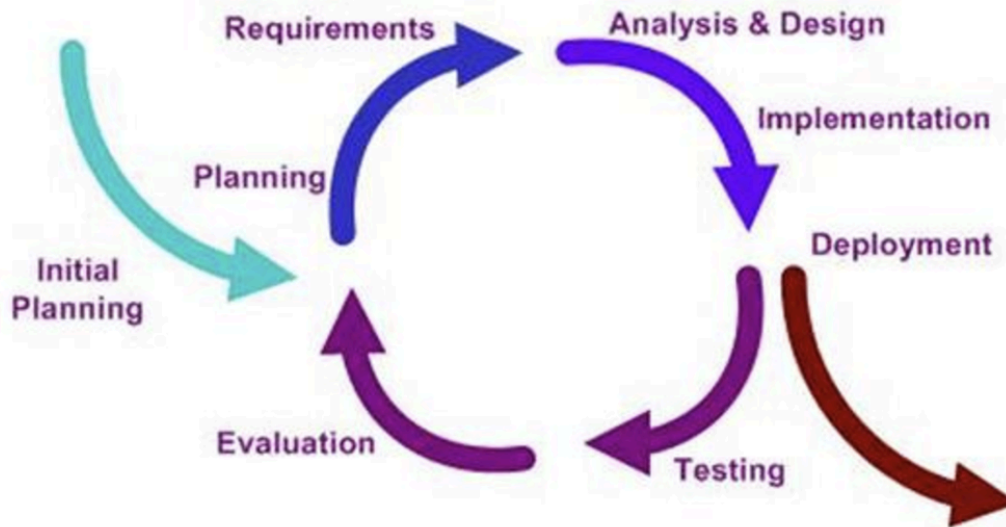 Requirements
Analysis & Design
Implementation
Planning
Deployment
Initial
Planning
Evaluation
Testing